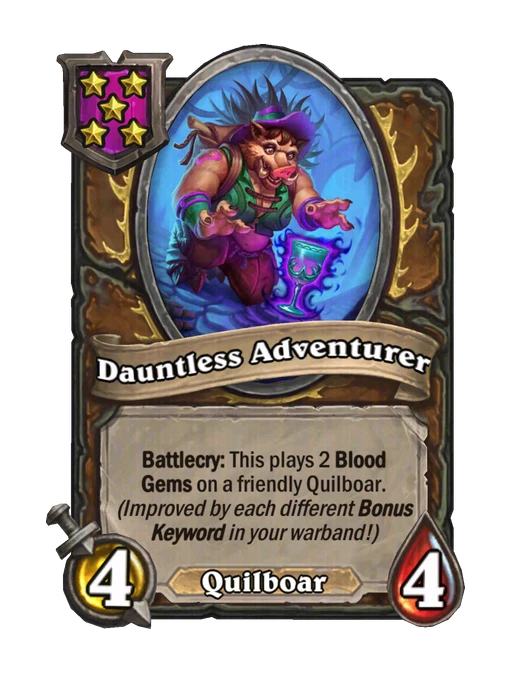 Dauntless Adventurer
Battlecry: This plays 2 Blood
Gems on a friendly Quilboar.
(Improved by each different Bonus
Keyword in your warband!)
4
Quilboar
4